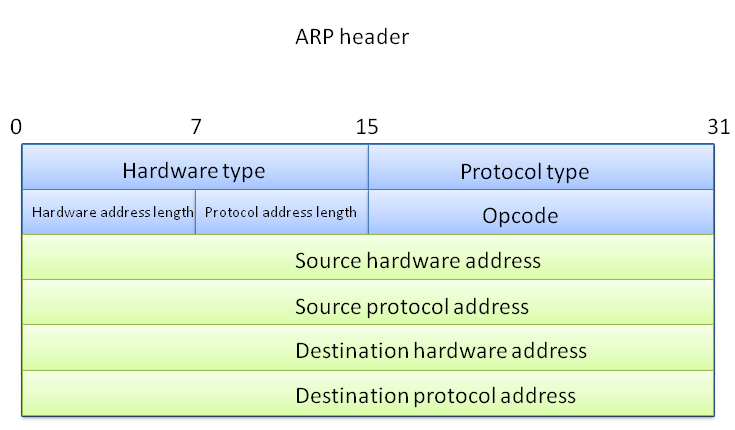 ARP header
0 7 15 31
Hardware type Protocol type
Hardware address length Protocol address length Opcode
Source hardware address
Source protocol address
Destination hardware address
Destination protocol address